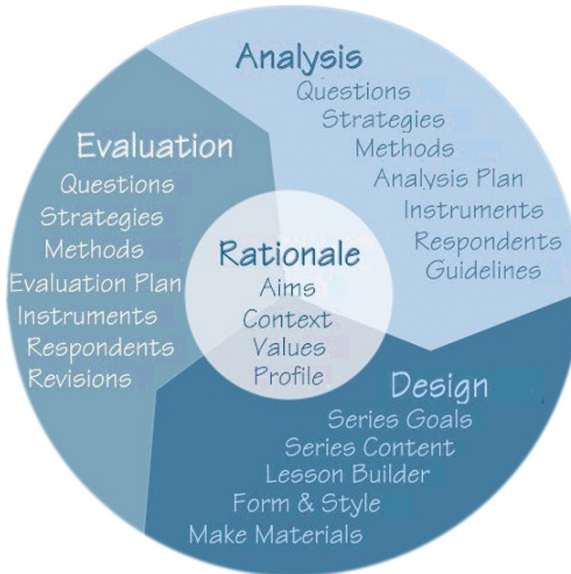 Analysis
Questions
Strategies
Methods
Analysis Plan
Instruments
Respondents
Guidelines
Evaluation
Questions
Strategies
Methods
Evaluation Plan
Instruments
Respondents
Revisions
Rationale
Aims
Context
Values
Profile
Design
Series Goals
Series Content
Lesson Builder
Form & Style
Make Materials